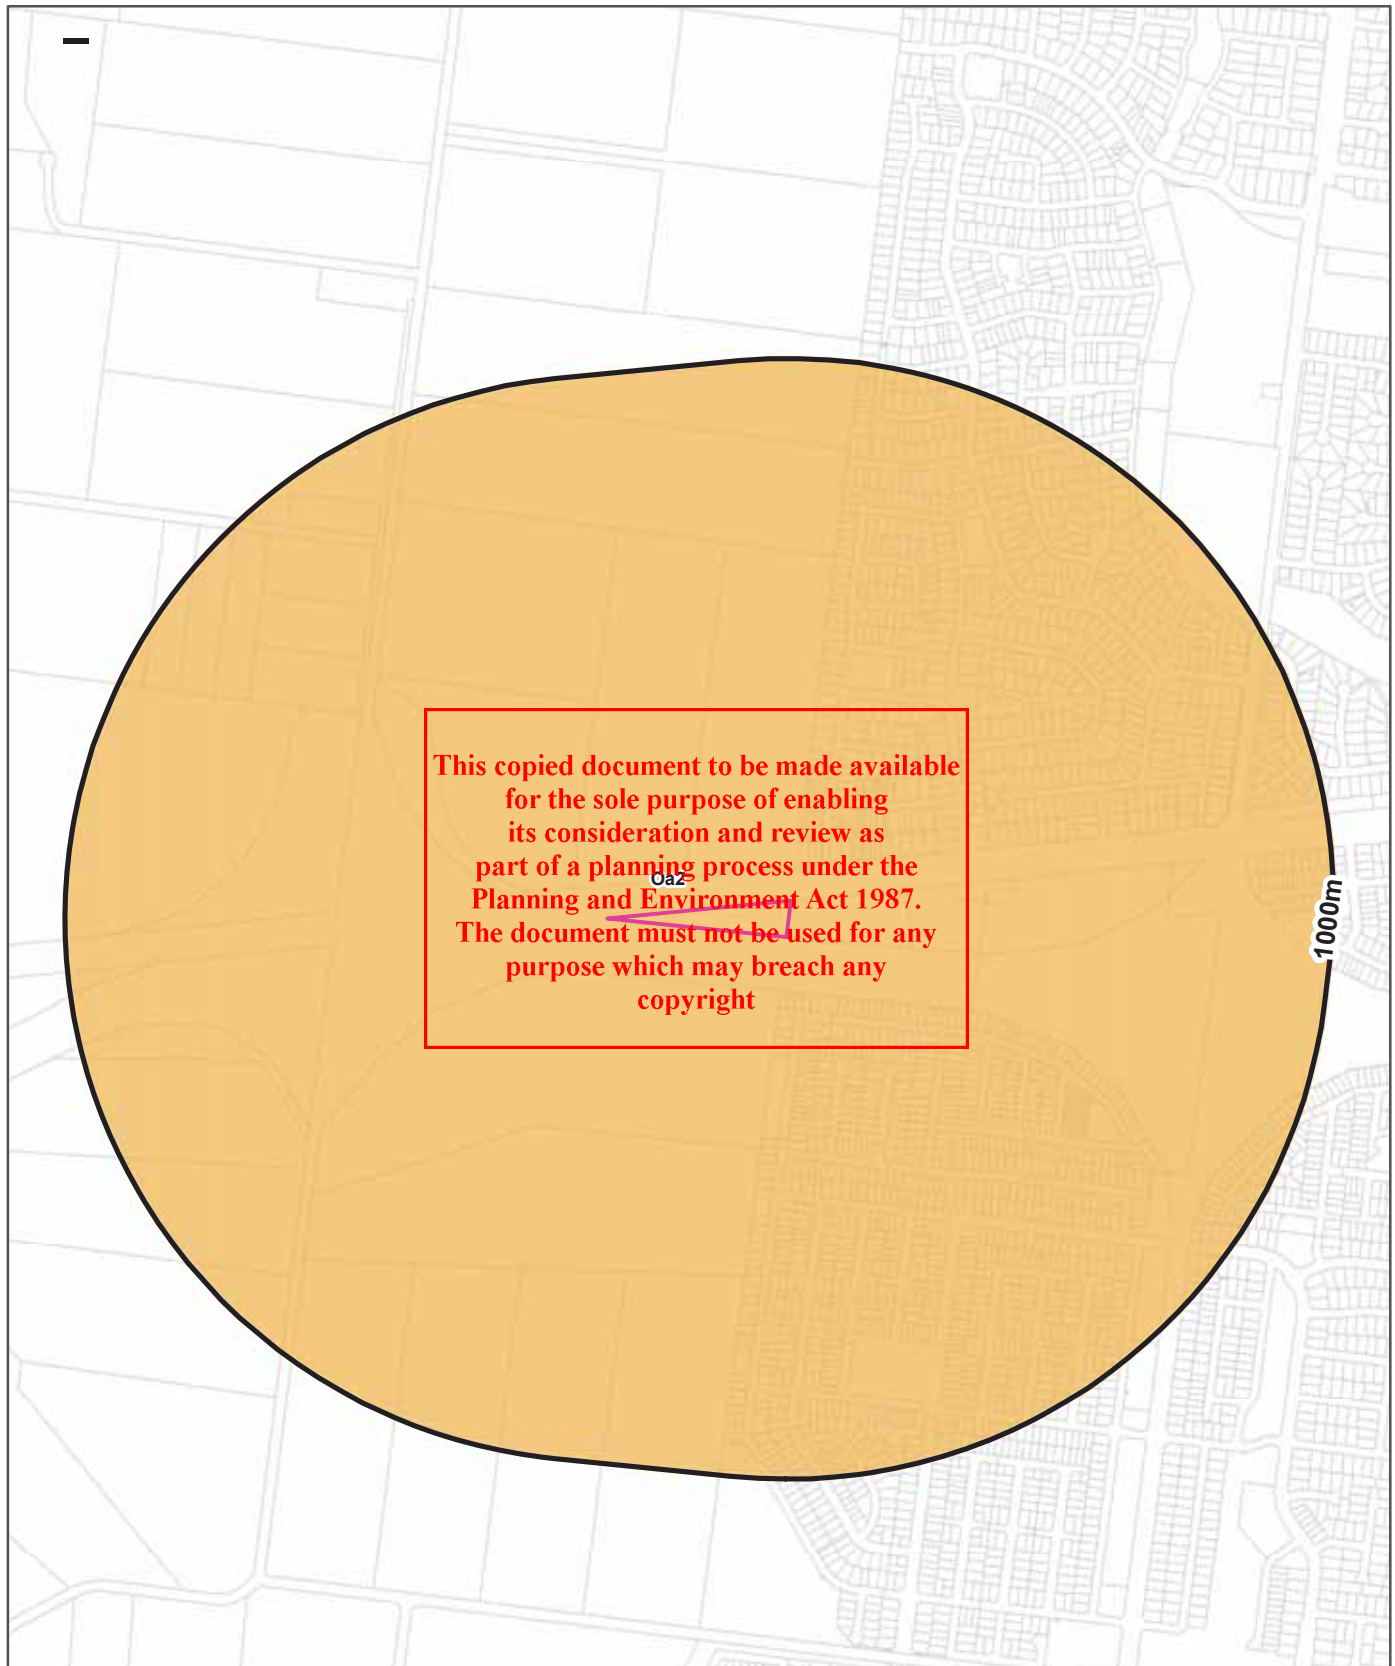 This copied document to be made available
for the sole purpose of enabling
its consideration and review as
part of a planning process under the
Oa2
Planning and Environment Act 1987.
The document must not be used for any
purpose which may breach any
copyright
1000m